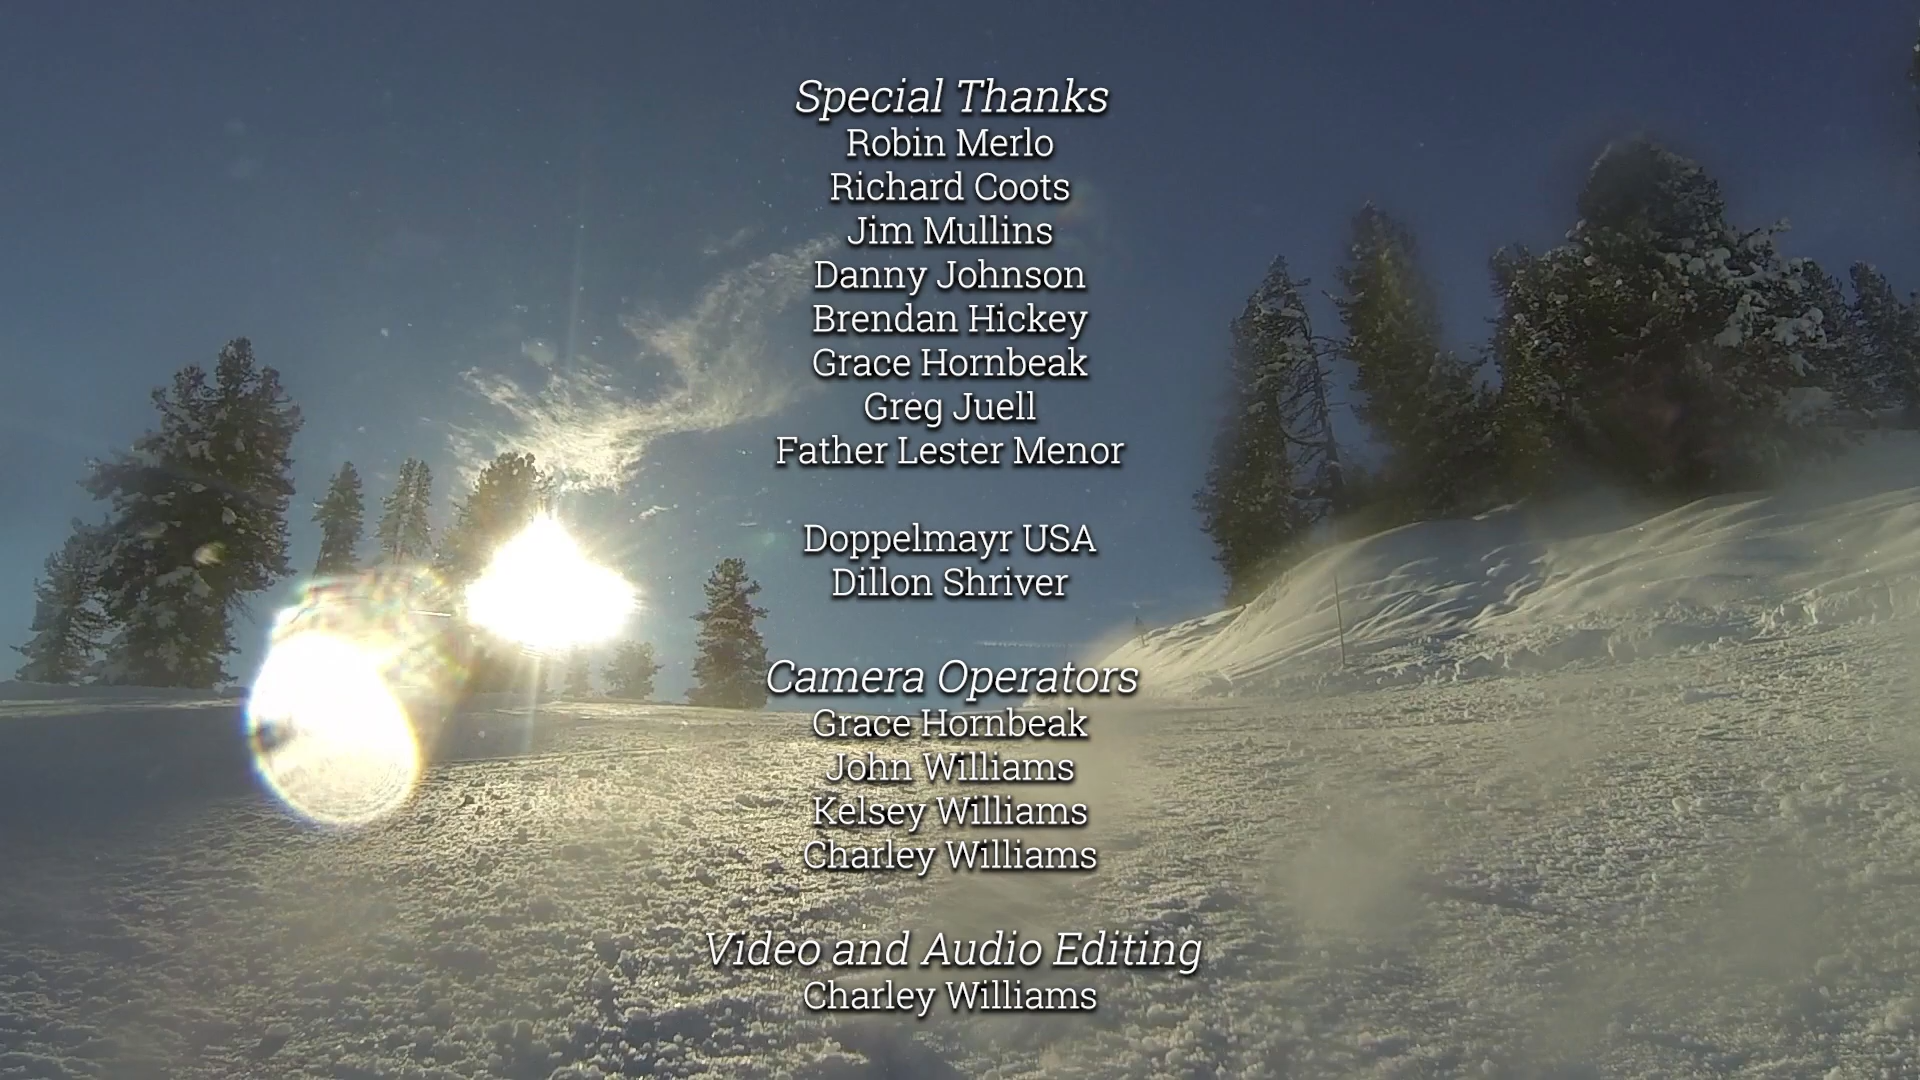 Special Thanks
Robin Merlo
Richard Coots
Jim Mullins
Danny Johnson
Brendan Hickey
Grace Hornbeak
Greg Juell
Father Lester Menor
Doppelmayr USA
Dillon Shriver
Camera Operators
Grace Hornbeak
John Williams
Kelsey Williams
Charley Williams
Video and Audio Editing
Charley Williams